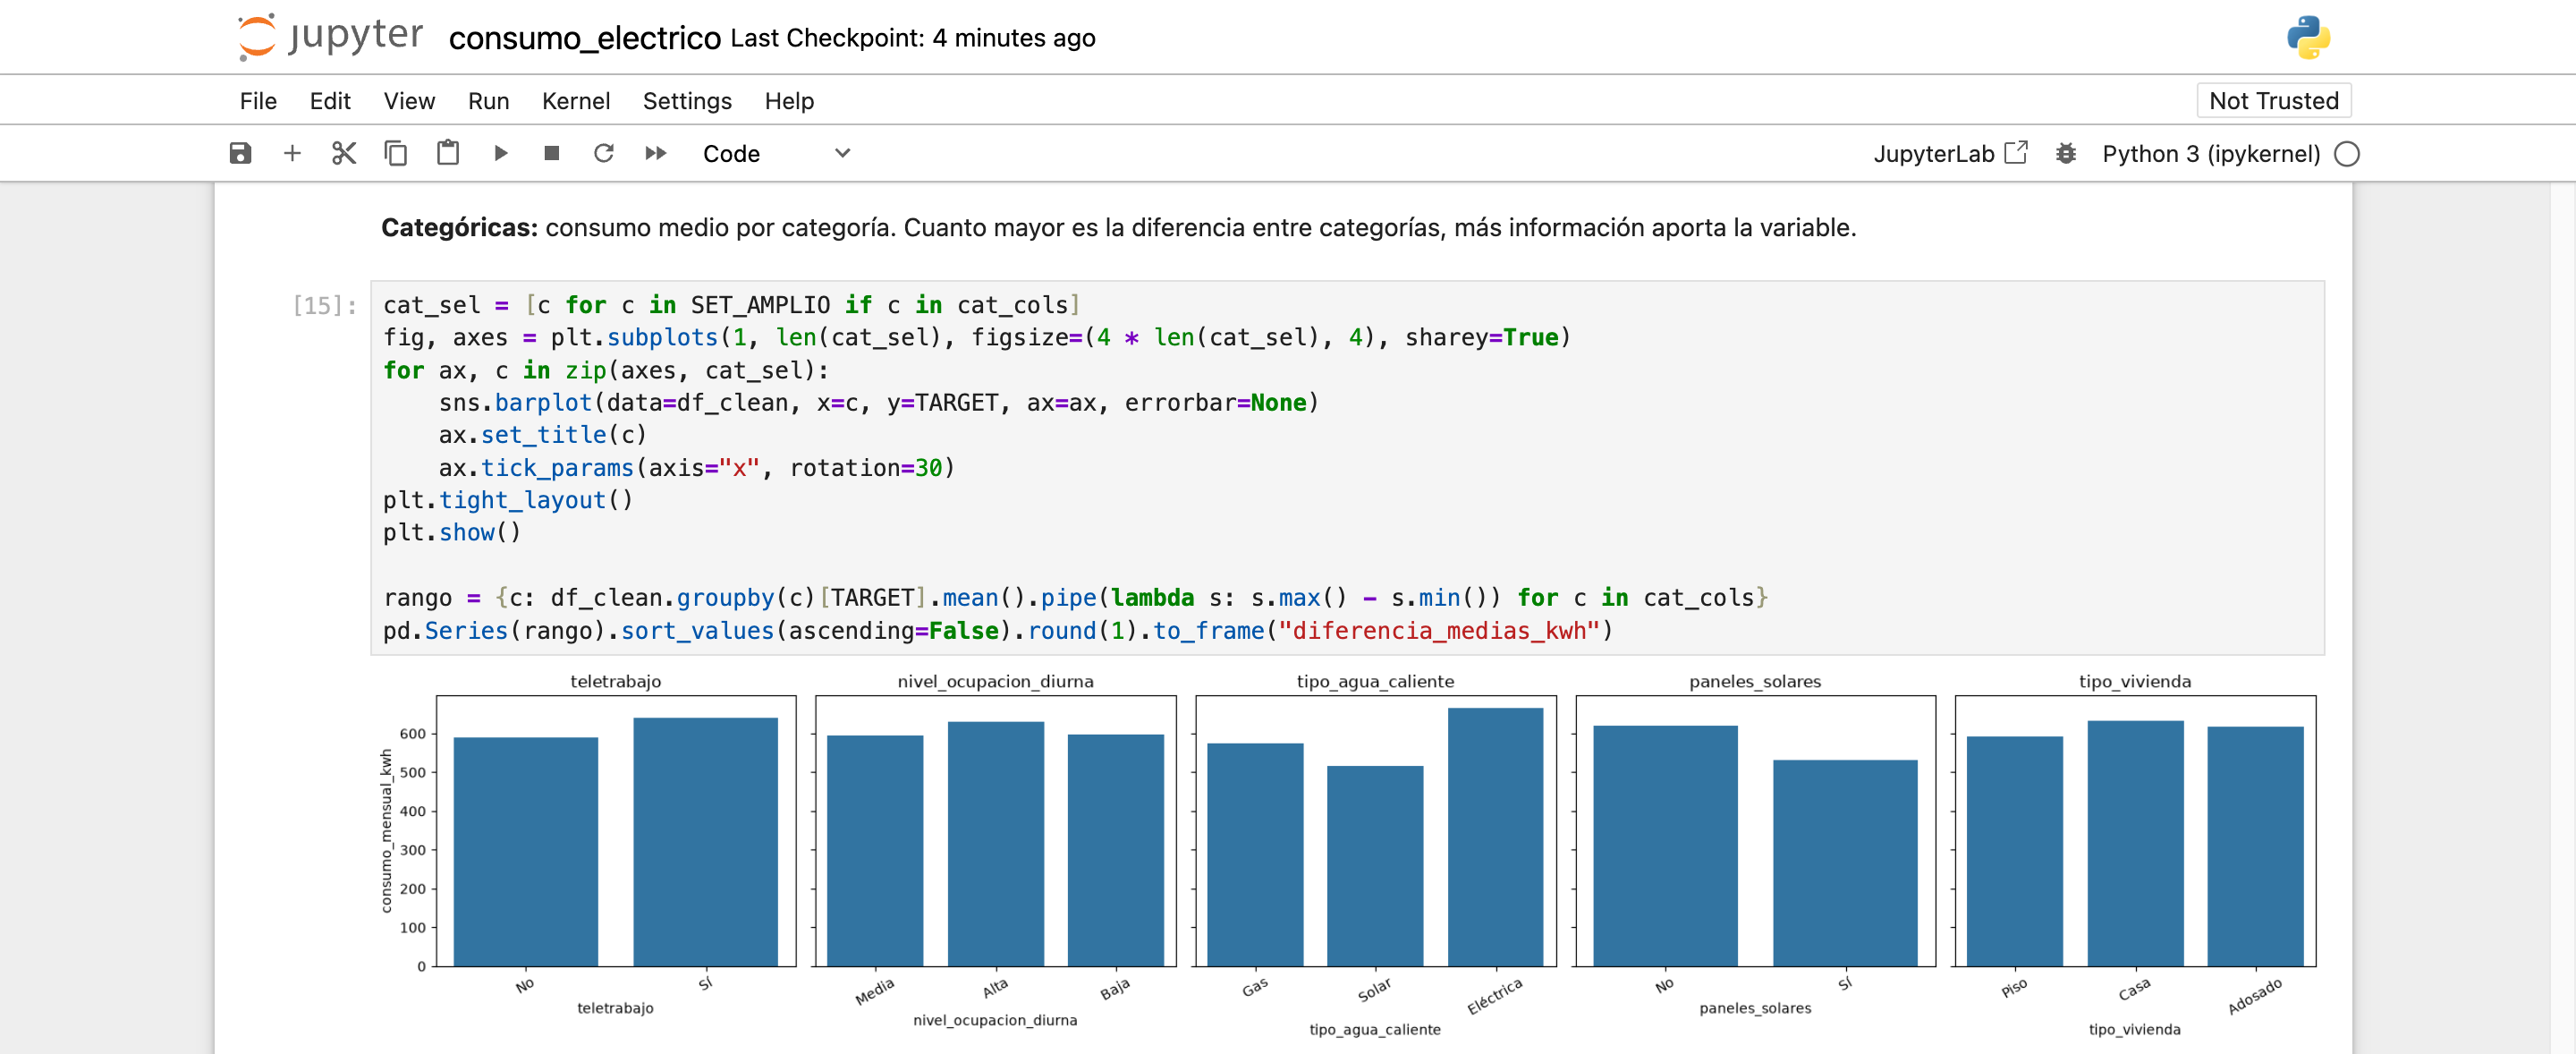 jupyter consumo_electrico Last Checkpoint: 4 minutes ago
File Edit View Run Kernel Settings Help Not Trusted
Code JupyterLab Python 3 (ipykernel)
Categóricas: consumo medio por categoría. Cuanto mayor es la diferencia entre categorías, más información aporta la variable.
[15]: cat_sel = [c for c in SET_AMPLIO if c in cat_cols]
fig, axes = plt.subplots(1, len(cat_sel), figsize=(4 * len(cat_sel), 4), sharey=True)
for ax, c in zip(axes, cat_sel):
    sns.barplot(data=df_clean, x=c, y=TARGET, ax=ax, errorbar=None)
    ax.set_title(c)
    ax.tick_params(axis="x", rotation=30)
plt.tight_layout()
plt.show()
rango = {c: df_clean.groupby(c)[TARGET].mean().pipe(lambda s: s.max() - s.min()) for c in cat_cols}
pd.Series(rango).sort_values(ascending=False).round(1).to_frame("diferencia_medias_kwh")
teletrabajo
consumo_mensual_kwh
600
500
400
300
200
100
0
No Sí
teletrabajo
nivel_ocupacion_diurna
Media Alta Baja
nivel_ocupacion_diurna
tipo_agua_caliente
Gas Solar Eléctrica
tipo_agua_caliente
paneles_solares
No Sí
paneles_solares
tipo_vivienda
Piso Casa Adosado
tipo_vivienda